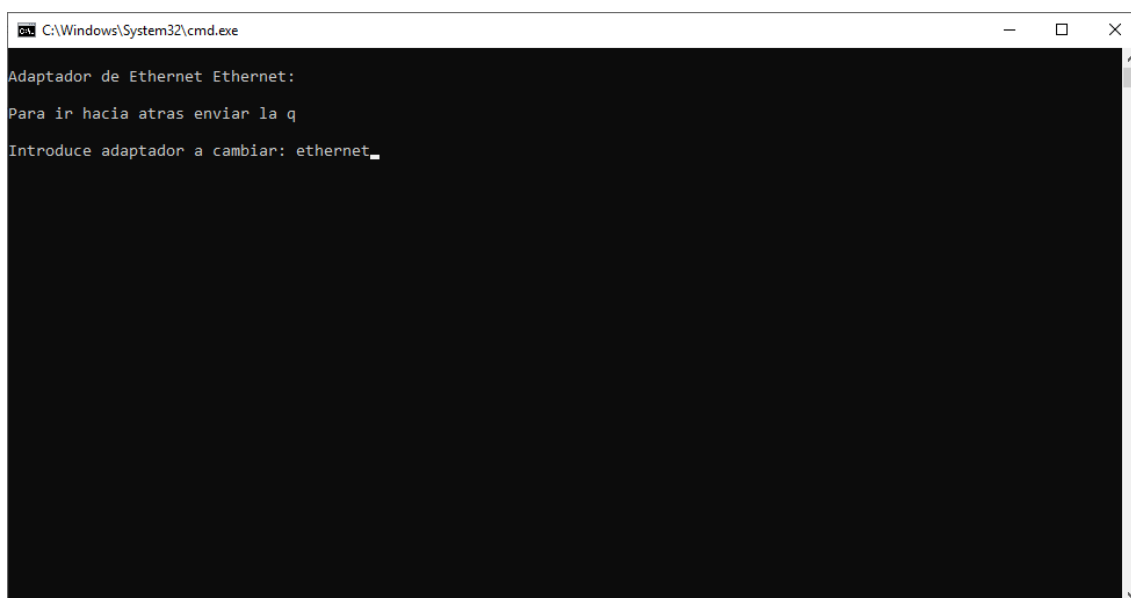 C:\Windows\System32\cmd.exe
Adaptador de Ethernet Ethernet:
Para ir hacia atras enviar la q
Introduce adaptador a cambiar: ethernet